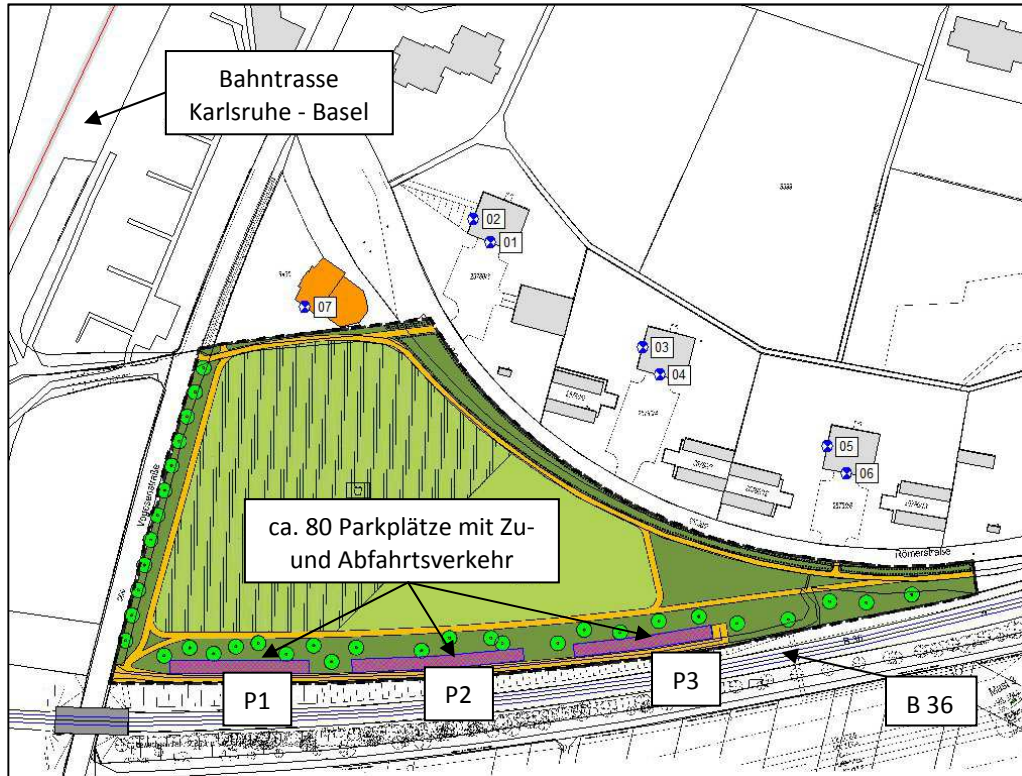 Bahntrasse
Karlsruhe - Basel
02
01
07
03
04
05
06
Vogesenstraße
ca. 80 Parkplätze mit Zu-
und Abfahrtsverkehr
Römerstraße
B 36
P1
P2
P3
B 36